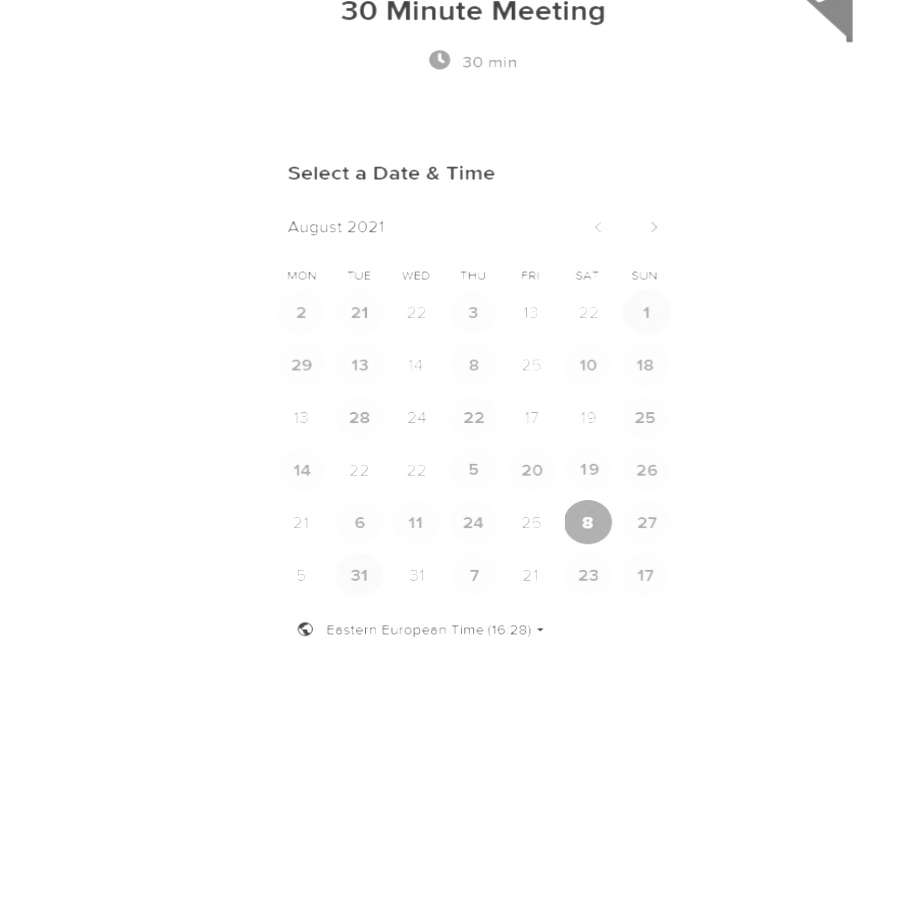 30 Minute Meeting
30 min
Select a Date & Time
August 2021
MON TUE WED THU FRI SAT SUN
2 21 22 3 13 22 1
29 13 14 8 25 10 18
13 28 24 22 17 19 25
14 22 22 5 20 19 26
21 6 11 24 25 8 27
5 31 31 7 21 23 17
Eastern European Time (16:28)